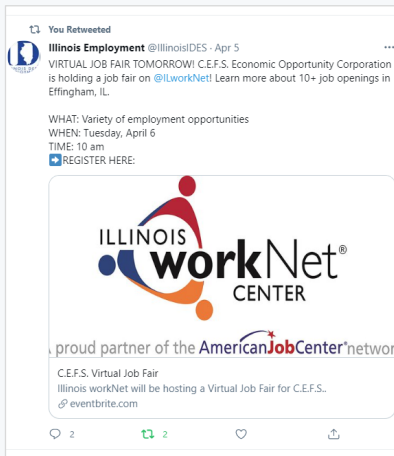 You Retweeted
Illinois Employment @IllinoisIDES · Apr 5
VIRTUAL JOB FAIR TOMORROW! C.E.F.S. Economic Opportunity Corporation
is holding a job fair on @ILworkNet! Learn more about 10+ job openings in
Effingham, IL.
WHAT: Variety of employment opportunities
WHEN: Tuesday, April 6
TIME: 10 am
➡REGISTER HERE:
ILLINOIS
workNet®
CENTER
proud partner of the AmericanJobCenter® networ
C.E.F.S. Virtual Job Fair
Illinois workNet will be hosting a Virtual Job Fair for C.E.F.S..
eventbrite.com
2
2